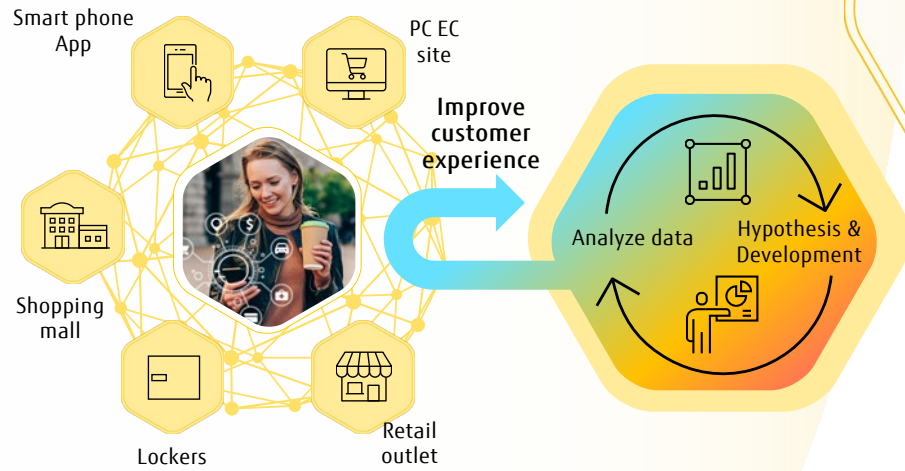 Smart phone
App
PC EC
site
Improve
customer
experience
Analyze data
Hypothesis &
Development
Shopping
mall
Lockers
Retail
outlet